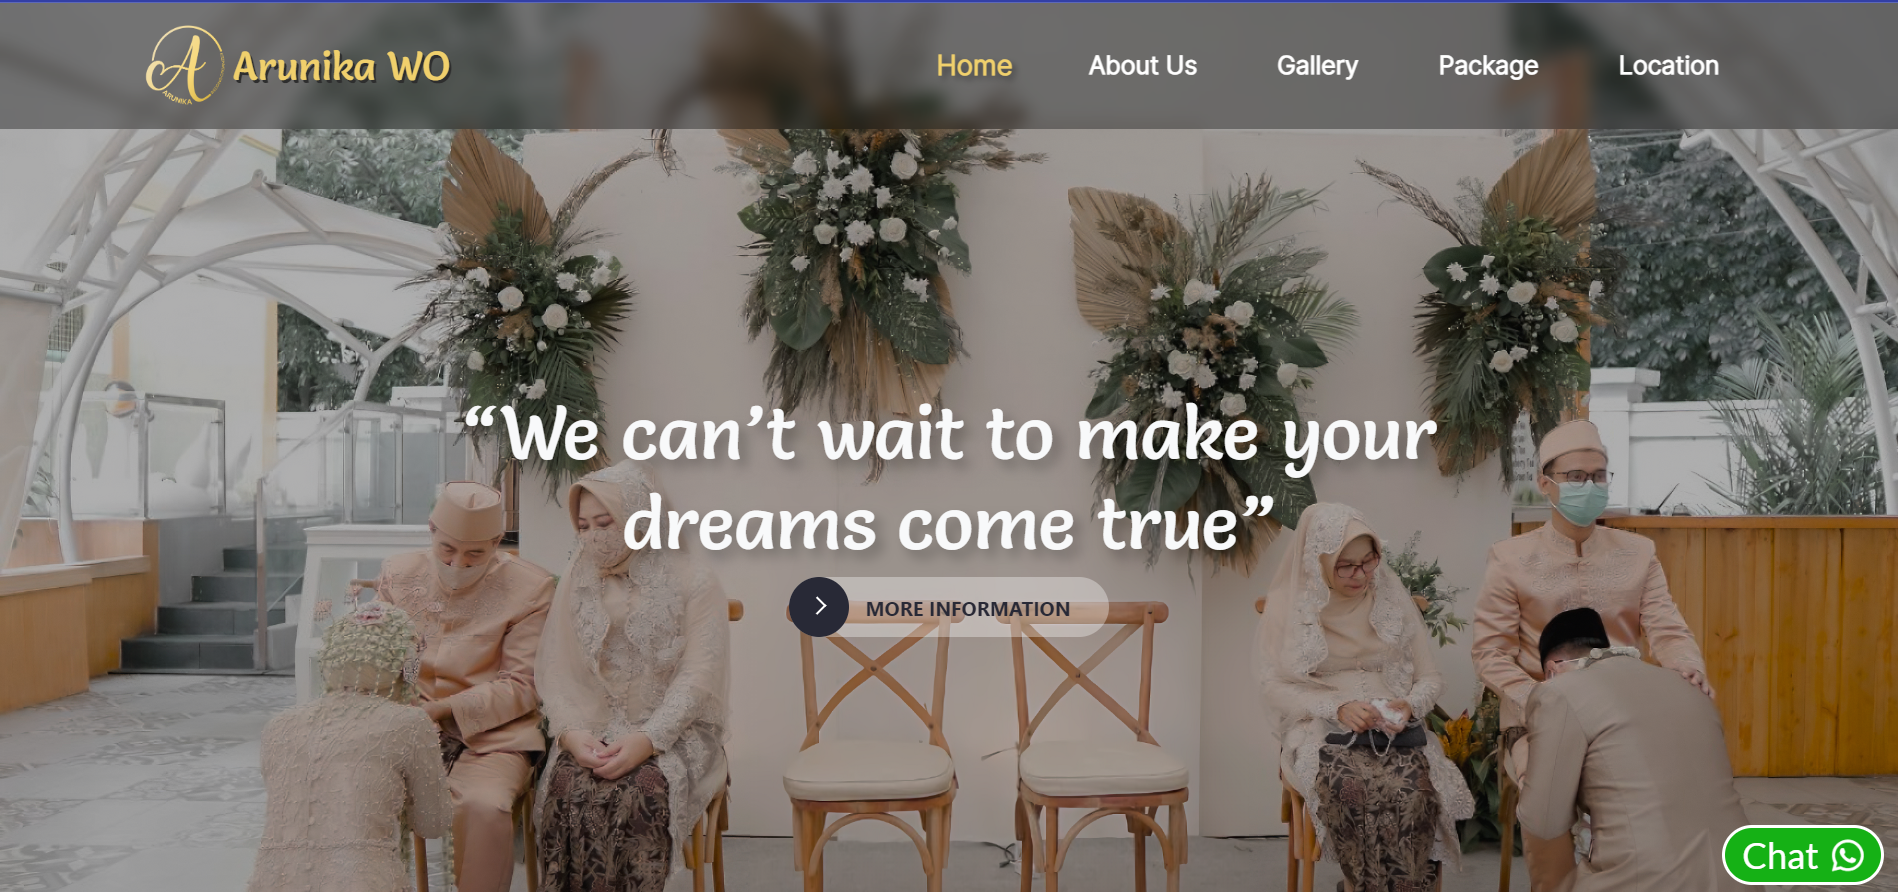 ARUNIKA
Arunika WO
Home
About Us
Gallery
Package
Location
“We can’t wait to make your
dreams come true”
MORE INFORMATION
Chat